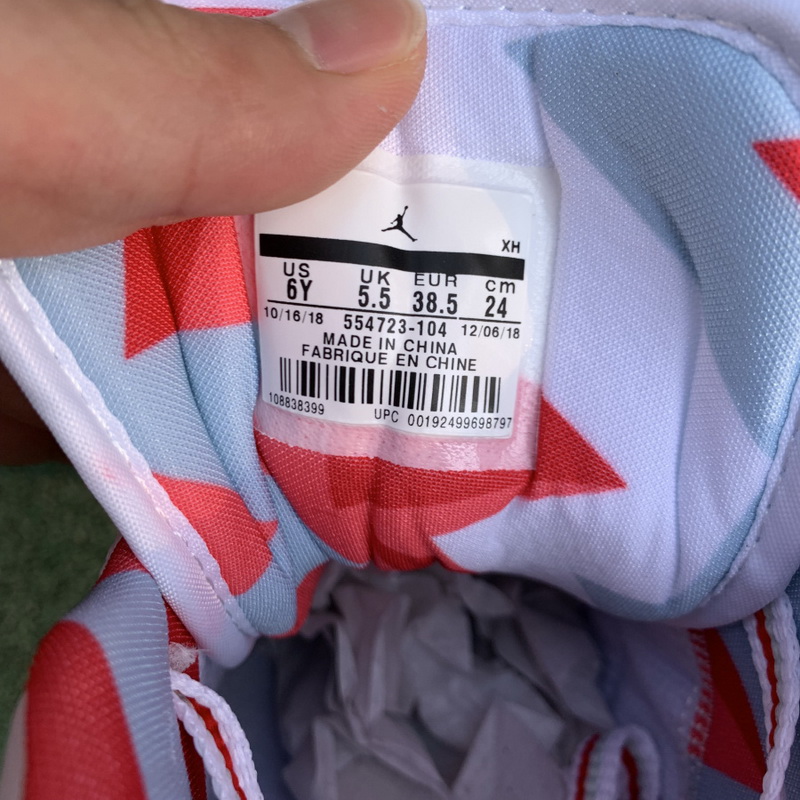 XH
US UK EUR cm
6Y 5.5 38.5 24
10/16/18 554723-104 12/06/18
MADE IN CHINA
FABRIQUE EN CHINE
108838399 UPC 00192499698797